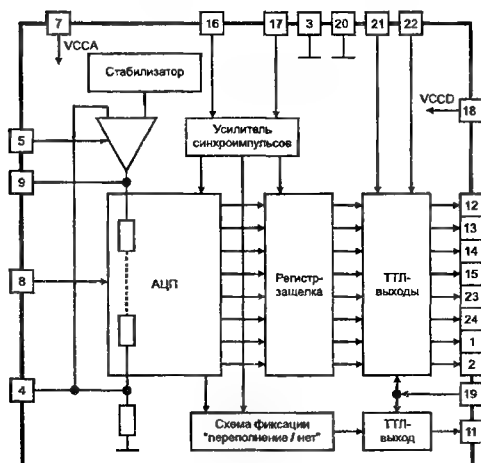 7
16
17
3
20
21
22
VCCA
Стабилизатор
VCCD
18
Усилитель
синхроимпульсов
5
9
8
4
АЦП
Регистр-
защелка
ТТЛ-
выходы
12
13
14
15
23
24
1
2
19
11
Схема фиксации
"переполнение / нет"
ТТЛ-
выход